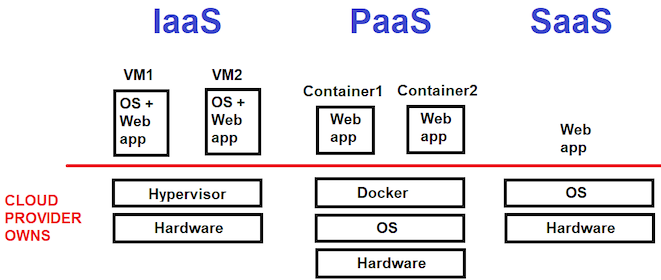 IaaS PaaS SaaS
VM1 VM2
OS +
Web
app
OS +
Web
app
Container1 Container2
Web
app
Web
app
Web
app
CLOUD
PROVIDER
OWNS
Hypervisor
Hardware
Docker
OS
Hardware
OS
Hardware